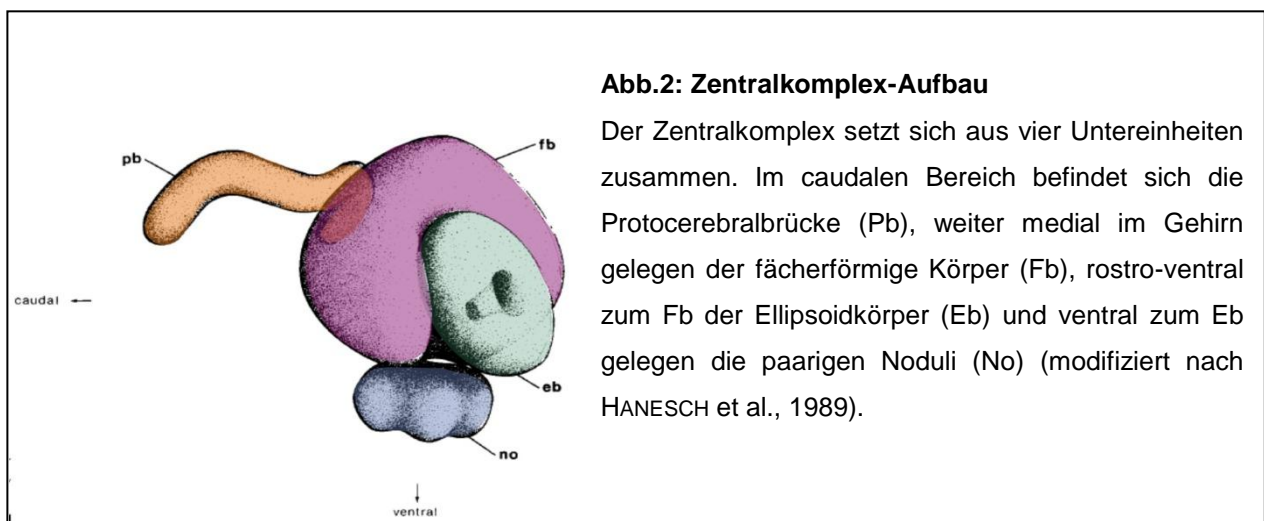 Abb.2: Zentralkomplex-Aufbau
Der Zentralkomplex setzt sich aus vier Untereinheiten
zusammen. Im caudalen Bereich befindet sich die
Protocerebralbrücke (Pb), weiter medial im Gehirn
gelegen der fächerförmige Körper (Fb), rostro-ventral
zum Fb der Ellipsoidkörper (Eb) und ventral zum Eb
gelegen die paarigen Noduli (No) (modifiziert nach
HANESCH et al., 1989).
pb
fb
caudal
eb
no
ventral